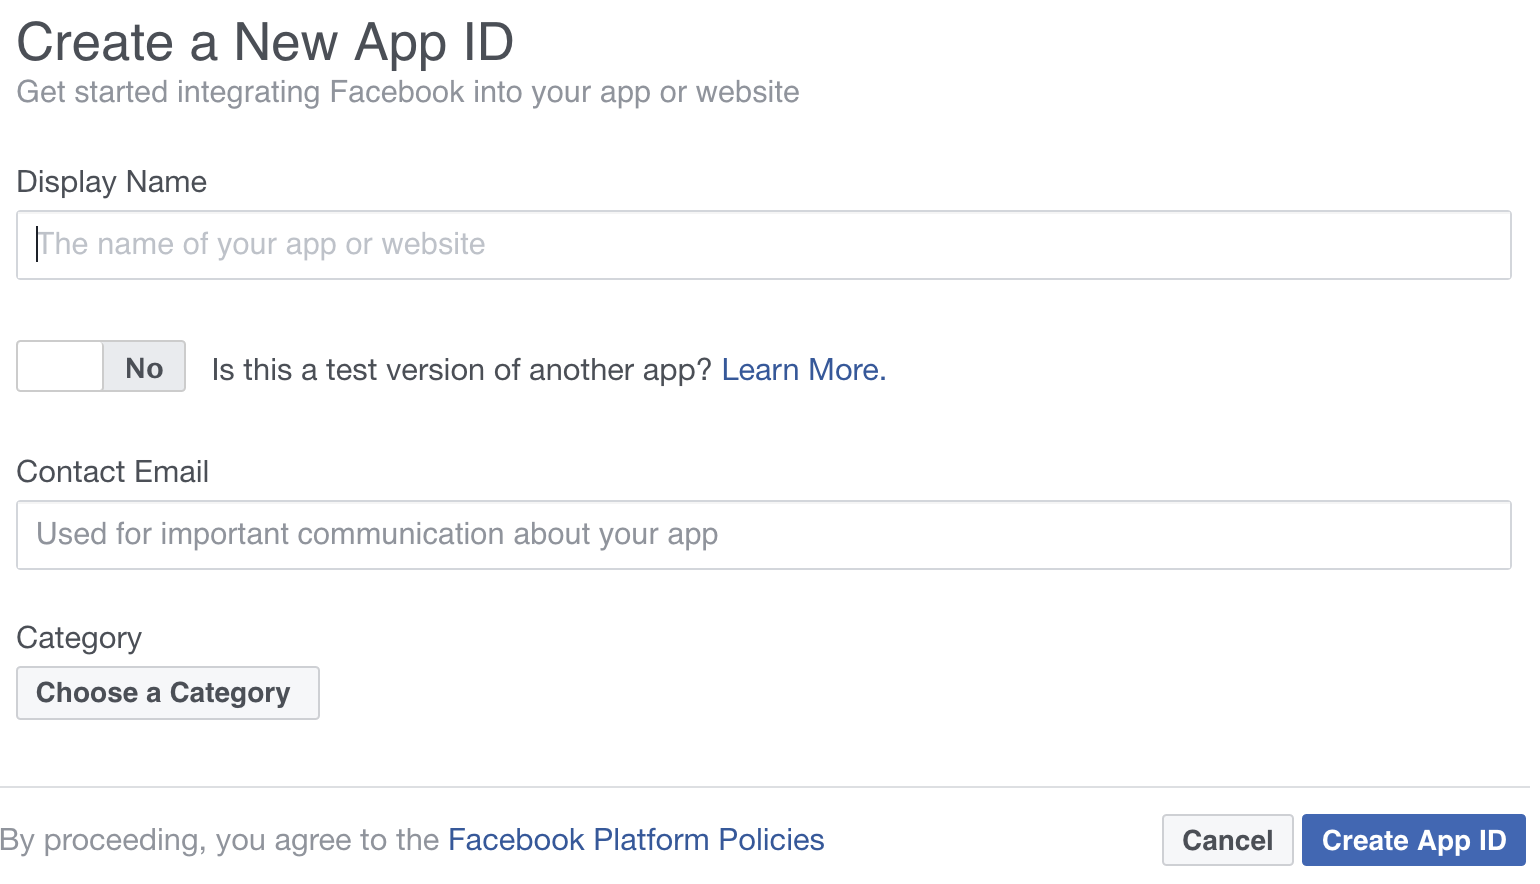 Create a New App ID
Get started integrating Facebook into your app or website
Display Name
The name of your app or website
No Is this a test version of another app? Learn More.
Contact Email
Used for important communication about your app
Category
Choose a Category
By proceeding, you agree to the Facebook Platform Policies Cancel Create App ID